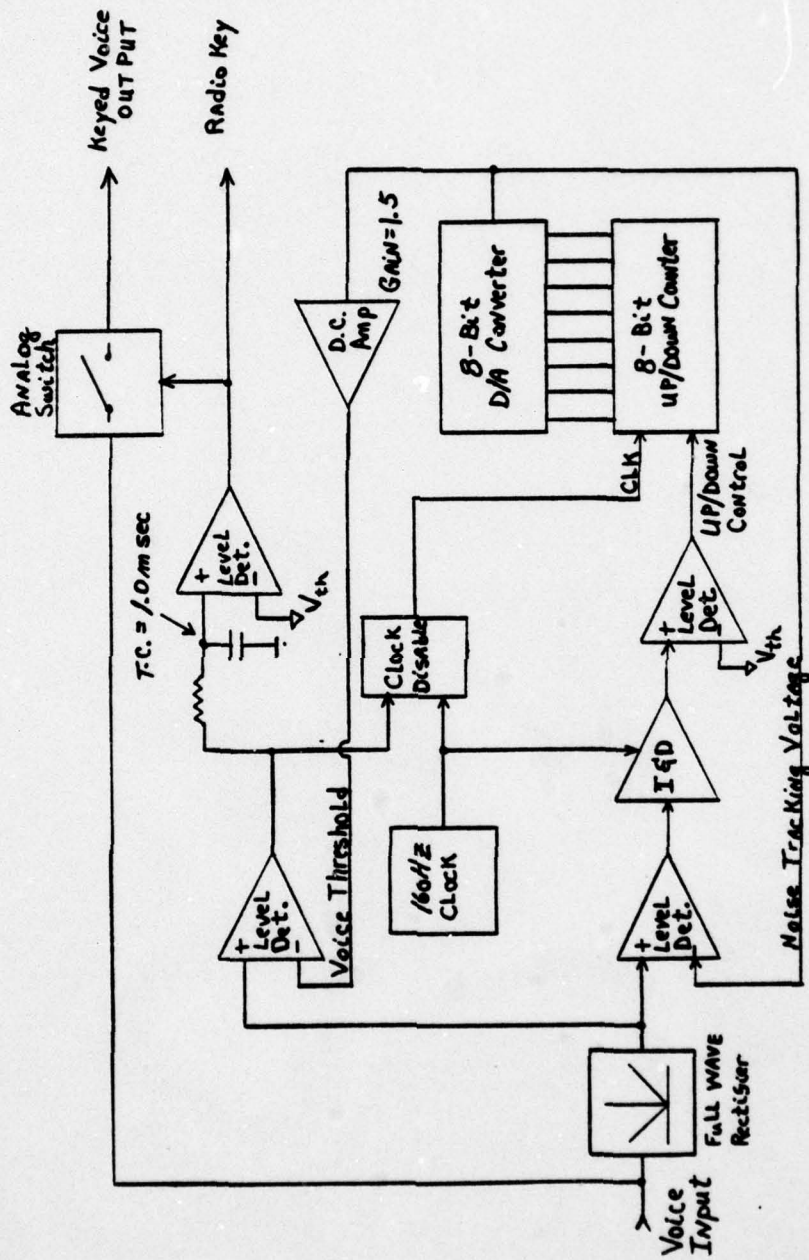 Analog
Switch
Keyed Voice
OUTPUT
Radio Key
T.C. = 1.0 m sec
+
Level
Det.
-
Vth
D.C.
Amp
GAIN = 1.5
+
Level
Det.
-
Voice Threshold
Clock
Disable
160Hz
Clock
CLK
8-Bit
D/A Converter
8-Bit
UP/DOWN Counter
UP/DOWN
Control
Voice
Input
Full WAVE
Rectifier
+
Level
Det.
-
I&D
+
Level
Det.
-
Vth
Noise Tracking Voltage